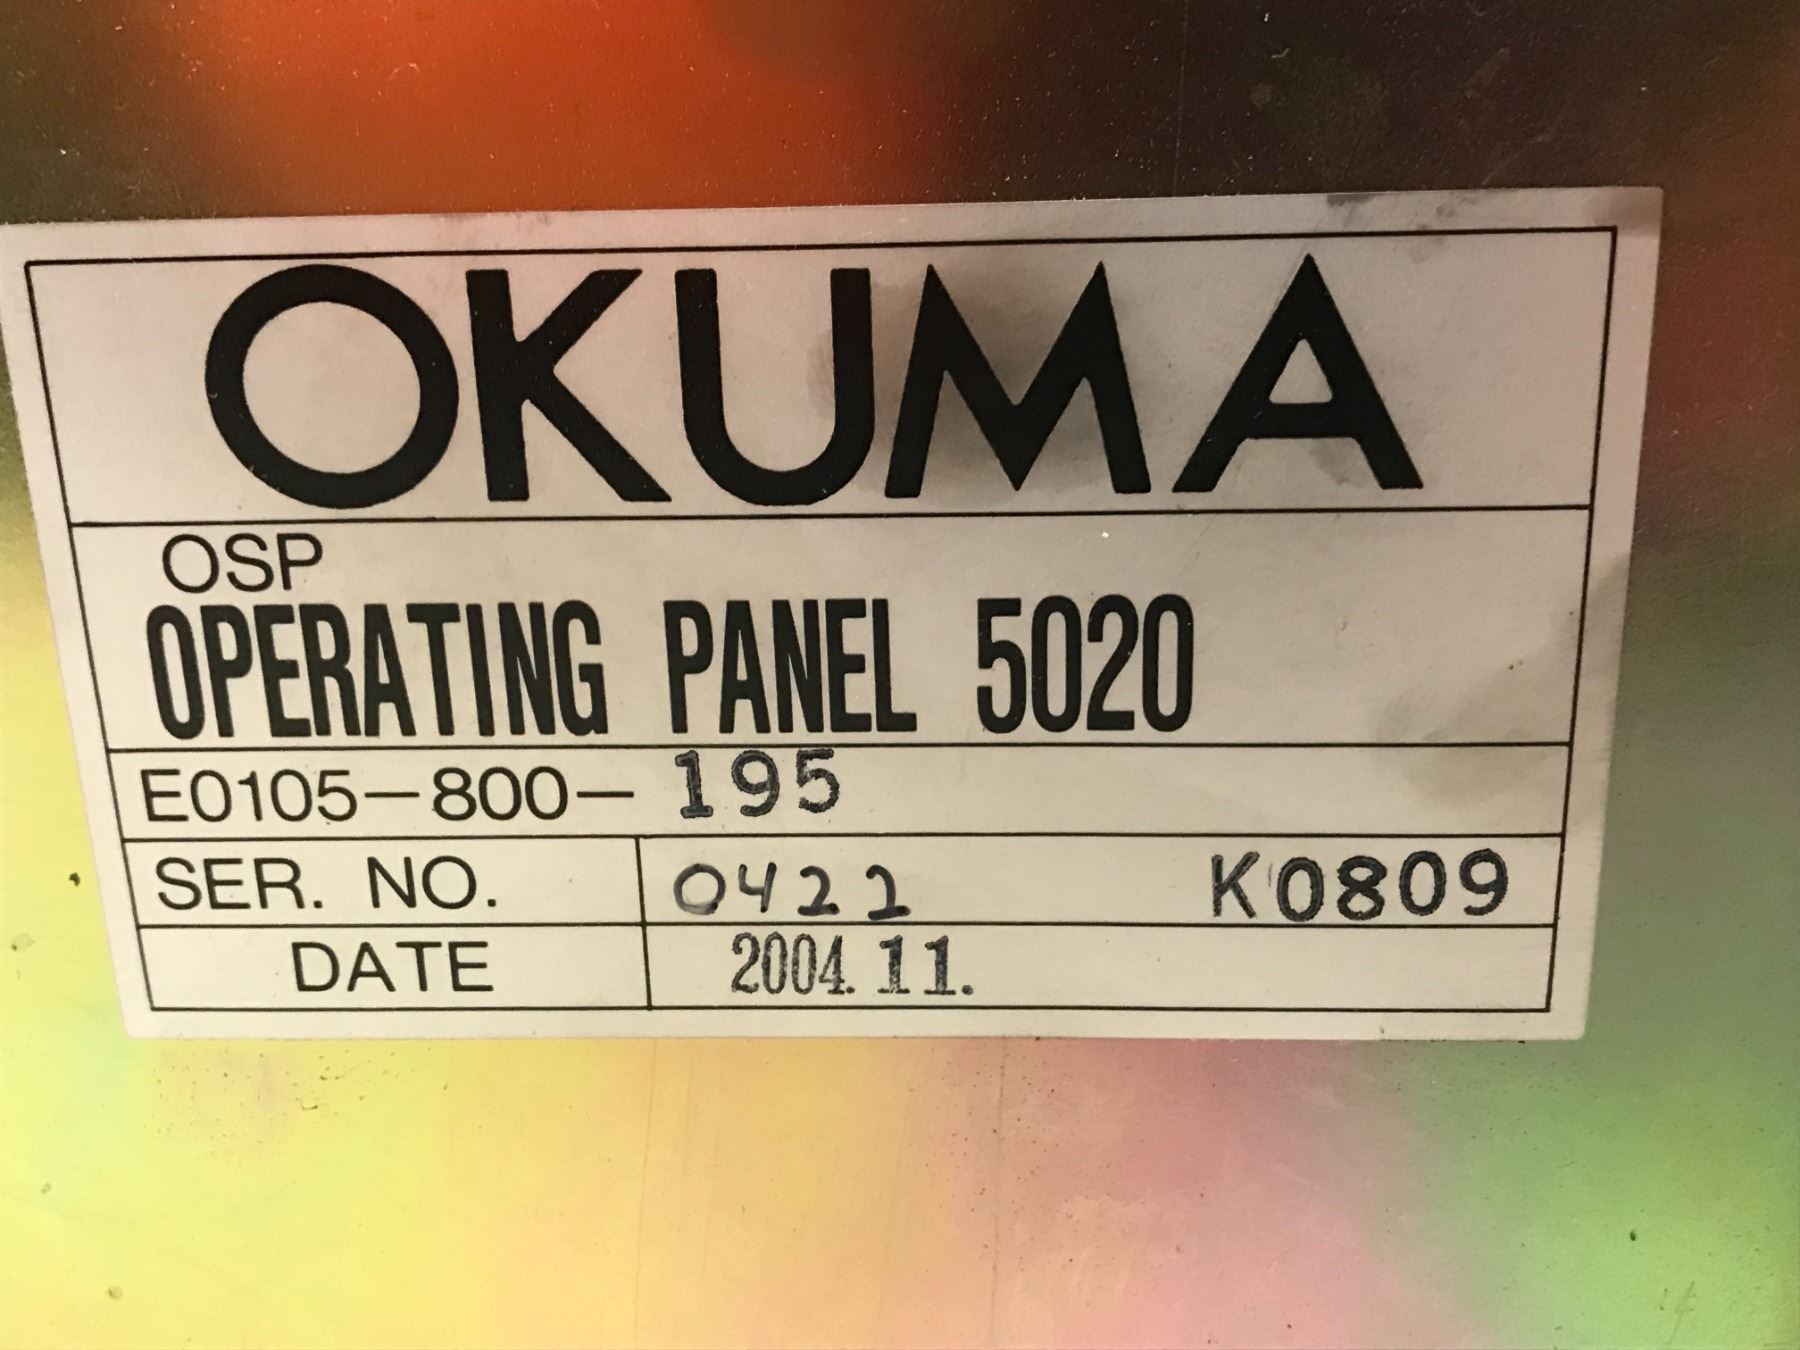 OKUMA
OSP
OPERATING PANEL 5020
E0105-800-195
SER. NO. 0422 K0809
DATE 2004.11.